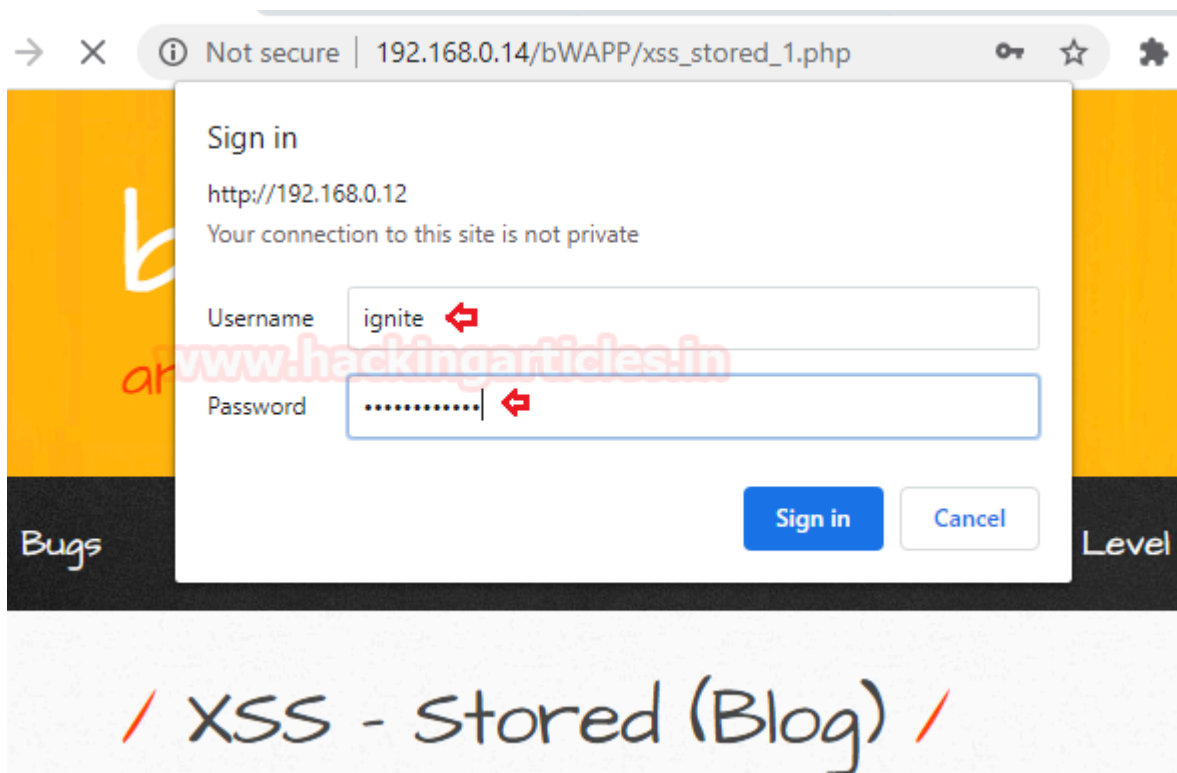 Not secure | 192.168.0.14/bWAPP/xss_stored_1.php
Sign in
http://192.168.0.12
Your connection to this site is not private
Username ignite
www.hackingarticles.in
Password ••••••••••••
Sign in Cancel
Bugs Level
/ XSS - Stored (Blog) /